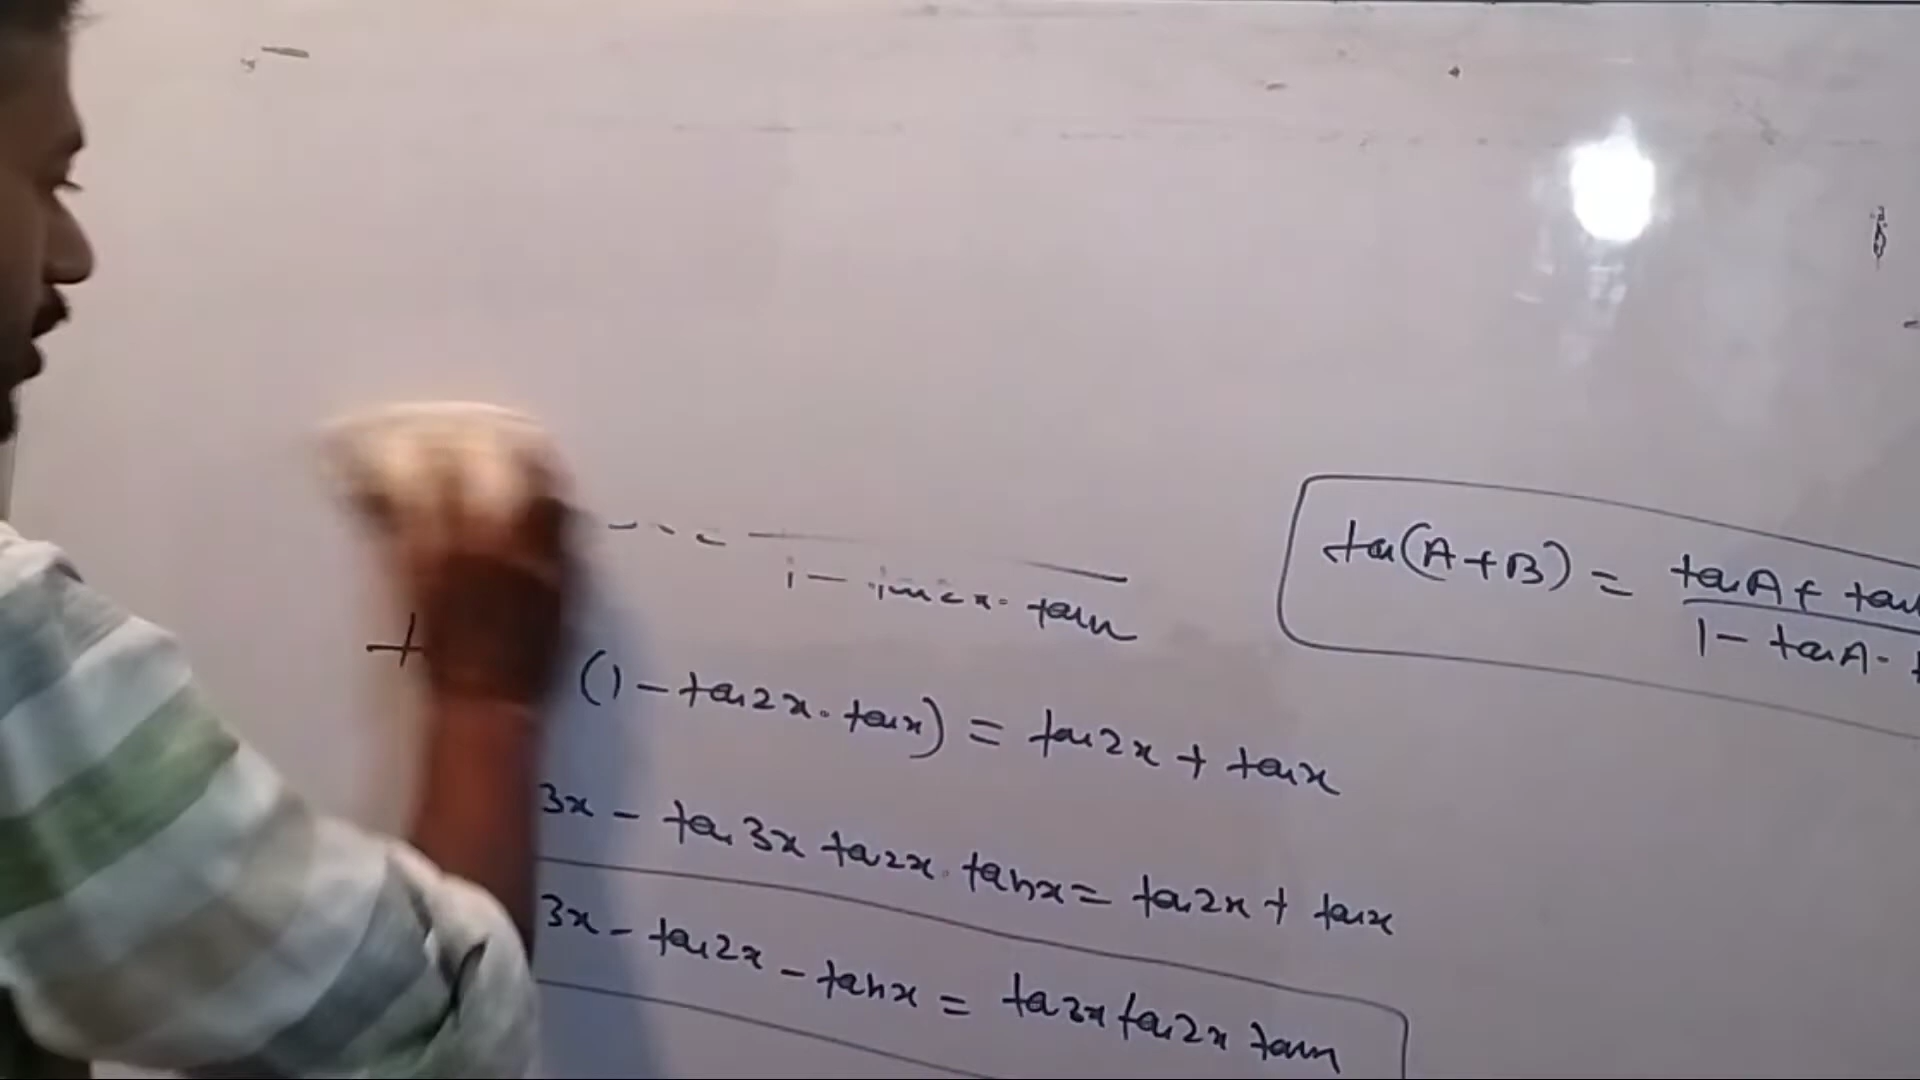 1 - tan2x. tanx
(1 - tan2x. tanx) = tan2x + tanx
3x - tan3x tan2x. tanx = tan2x + tanx
3x - tan2x - tanx = tan3x tan2x tanx
tan(A+B) = tanA + tan
1 - tanA.